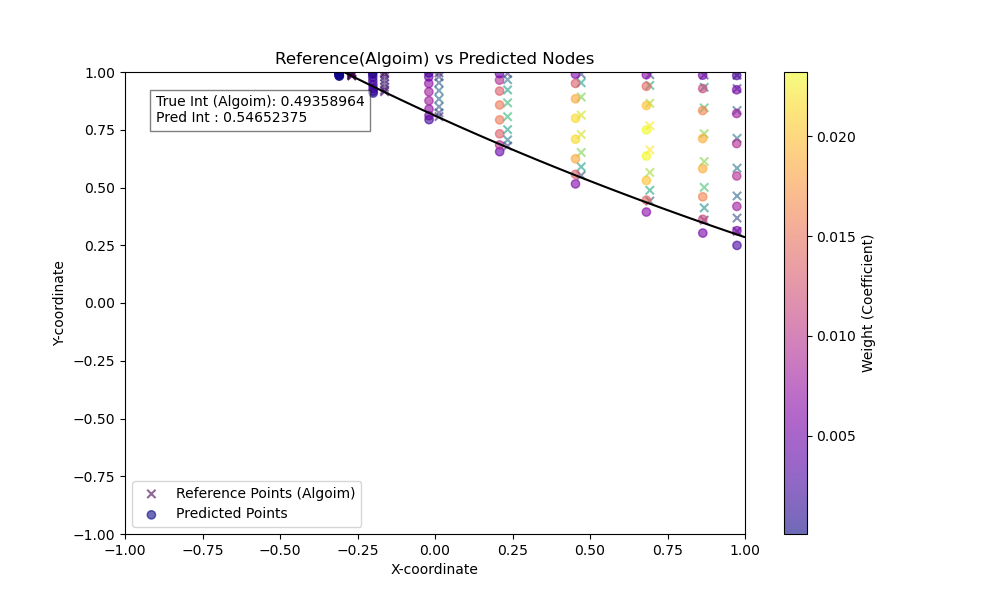 Reference(Algoim) vs Predicted Nodes
True Int (Algoim): 0.49358964
Pred Int : 0.54652375
1.00
0.75
0.50
0.25
0.00
−0.25
−0.50
−0.75
−1.00
Y-coordinate
Reference Points (Algoim)
Predicted Points
−1.00 −0.75 −0.50 −0.25 0.00 0.25 0.50 0.75 1.00
X-coordinate
0.020
0.015
0.010
0.005
Weight (Coefficient)